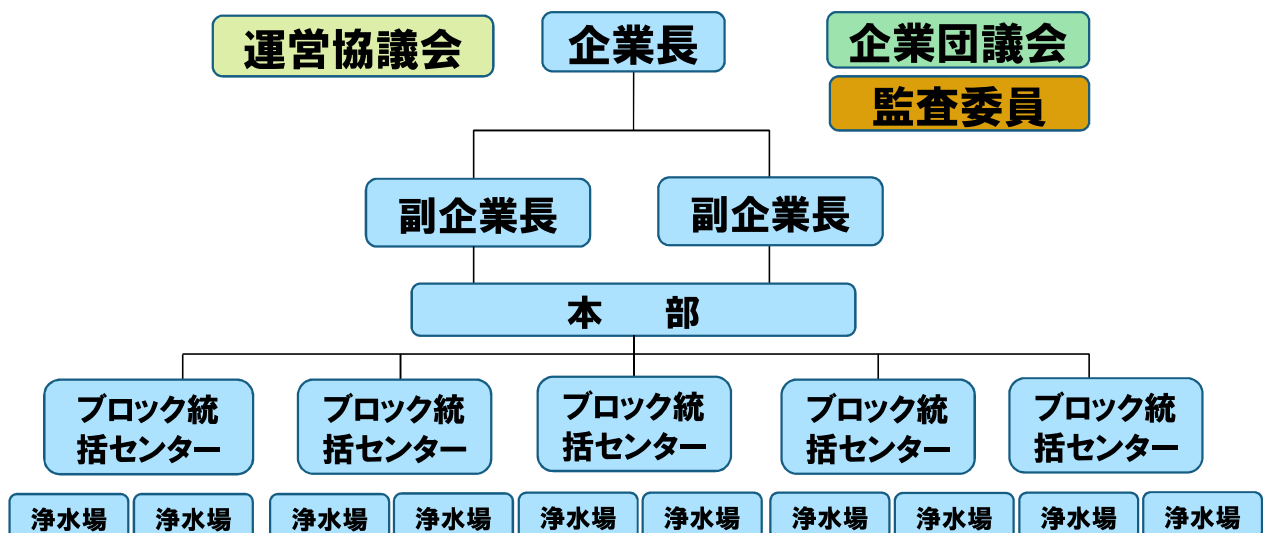 運営協議会
企業長
企業団議会
監査委員
副企業長
副企業長
本　　部
ブロック統
括センター
ブロック統
括センター
ブロック統
括センター
ブロック統
括センター
ブロック統
括センター
浄水場
浄水場
浄水場
浄水場
浄水場
浄水場
浄水場
浄水場
浄水場
浄水場